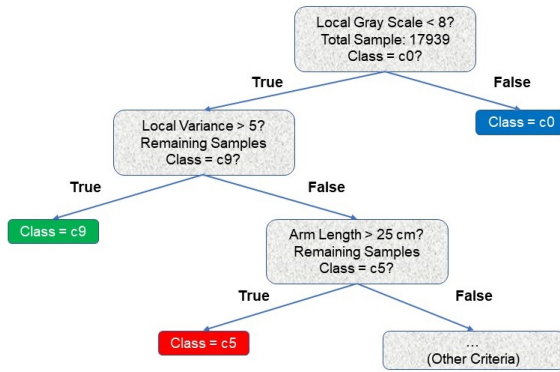 Local Gray Scale < 8?
Total Sample: 17939
Class = c0?
True
False
Local Variance > 5?
Remaining Samples
Class = c9?
Class = c0
True
False
Class = c9
Arm Length > 25 cm?
Remaining Samples
Class = c5?
True
False
Class = c5
...
(Other Criteria)